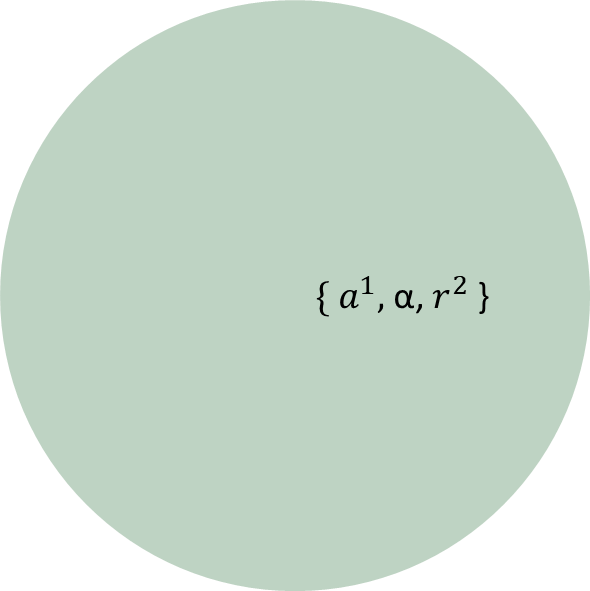 { a¹, α, r² }